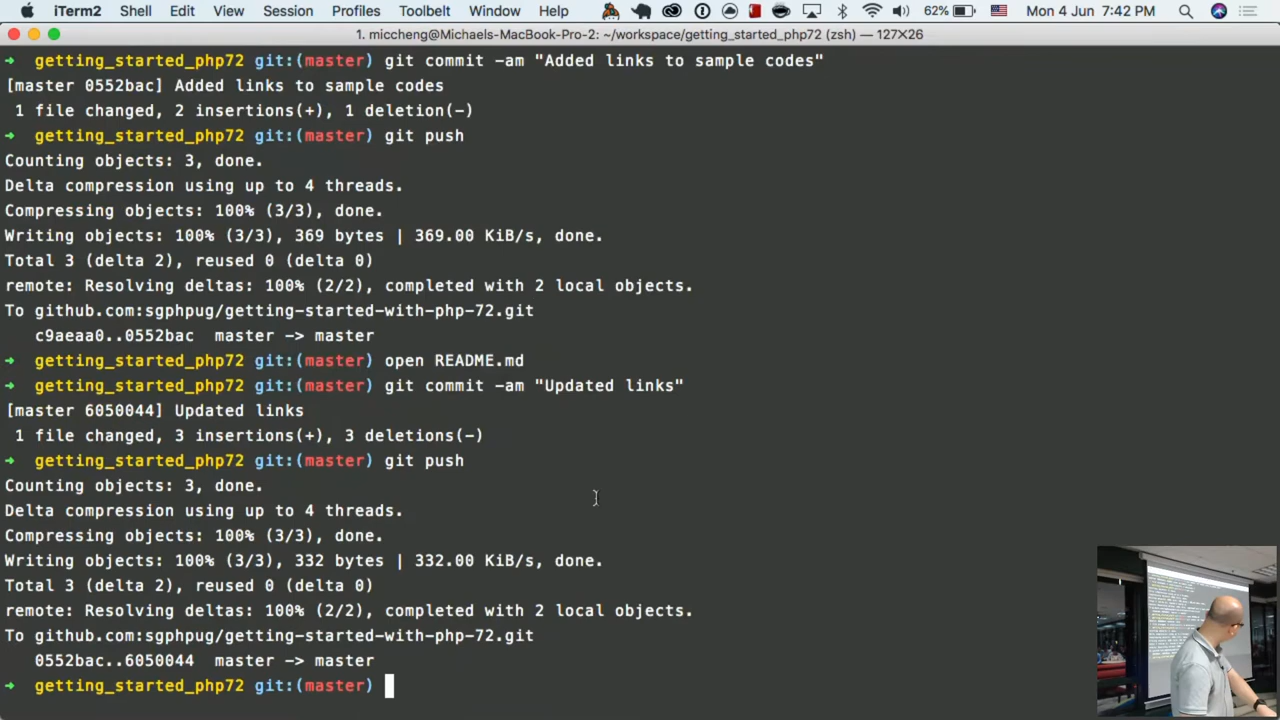 iTerm2 Shell Edit View Session Profiles Toolbelt Window Help 62% Mon 4 Jun 7:42 PM
1. miccheng@Michaels-MacBook-Pro-2: ~/workspace/getting_started_php72 (zsh) — 127×26
➜ getting_started_php72 git:(master) git commit -am "Added links to sample codes"
[master 0552bac] Added links to sample codes
1 file changed, 2 insertions(+), 1 deletion(-)
➜ getting_started_php72 git:(master) git push
Counting objects: 3, done.
Delta compression using up to 4 threads.
Compressing objects: 100% (3/3), done.
Writing objects: 100% (3/3), 369 bytes | 369.00 KiB/s, done.
Total 3 (delta 2), reused 0 (delta 0)
remote: Resolving deltas: 100% (2/2), completed with 2 local objects.
To github.com:sgphpug/getting-started-with-php-72.git
c9aeaa0..0552bac master -> master
➜ getting_started_php72 git:(master) open README.md
➜ getting_started_php72 git:(master) git commit -am "Updated links"
[master 6050044] Updated links
1 file changed, 3 insertions(+), 3 deletions(-)
➜ getting_started_php72 git:(master) git push
Counting objects: 3, done.
Delta compression using up to 4 threads.
Compressing objects: 100% (3/3), done.
Writing objects: 100% (3/3), 332 bytes | 332.00 KiB/s, done.
Total 3 (delta 2), reused 0 (delta 0)
remote: Resolving deltas: 100% (2/2), completed with 2 local objects.
To github.com:sgphpug/getting-started-with-php-72.git
0552bac..6050044 master -> master
➜ getting_started_php72 git:(master)